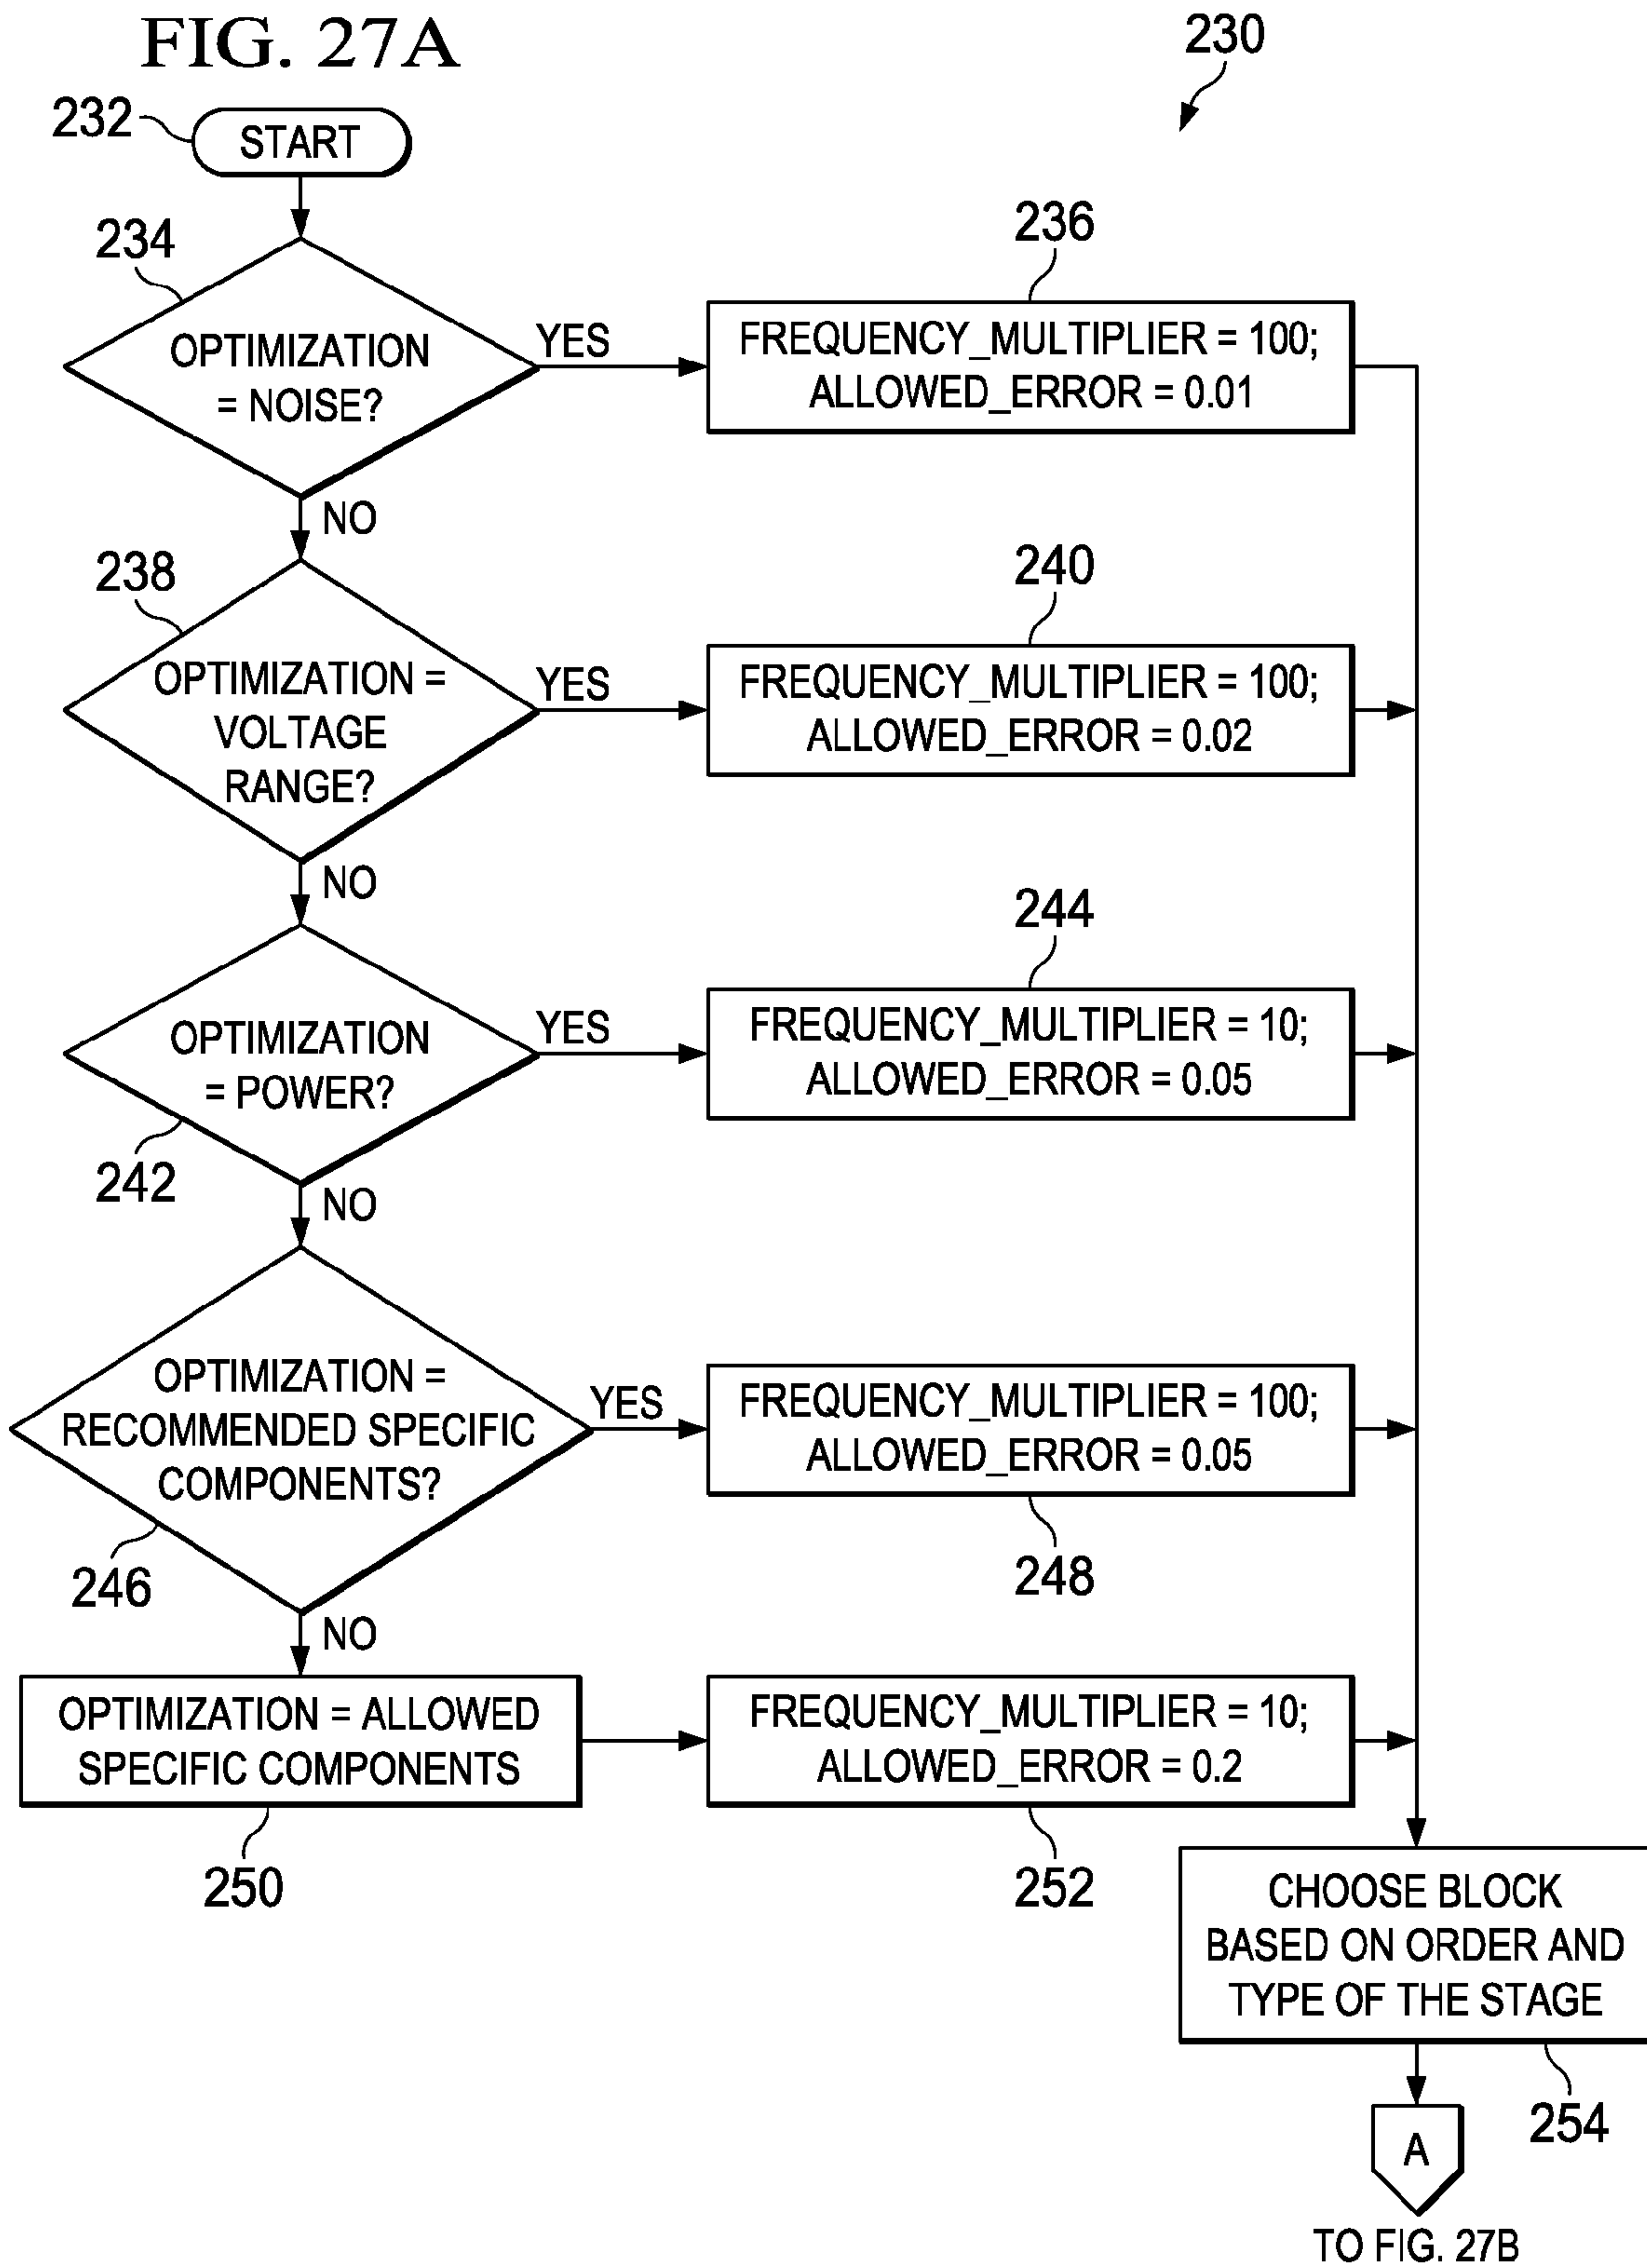 FIG. 27A
230
232
START
234
OPTIMIZATION
= NOISE?
YES
236
FREQUENCY_MULTIPLIER = 100;
ALLOWED_ERROR = 0.01
NO
238
OPTIMIZATION =
VOLTAGE
RANGE?
YES
240
FREQUENCY_MULTIPLIER = 100;
ALLOWED_ERROR = 0.02
NO
OPTIMIZATION
= POWER?
242
YES
244
FREQUENCY_MULTIPLIER = 10;
ALLOWED_ERROR = 0.05
NO
OPTIMIZATION =
RECOMMENDED SPECIFIC
COMPONENTS?
246
YES
FREQUENCY_MULTIPLIER = 100;
ALLOWED_ERROR = 0.05
248
NO
OPTIMIZATION = ALLOWED
SPECIFIC COMPONENTS
250
FREQUENCY_MULTIPLIER = 10;
ALLOWED_ERROR = 0.2
252
CHOOSE BLOCK
BASED ON ORDER AND
TYPE OF THE STAGE
254
A
TO FIG. 27B